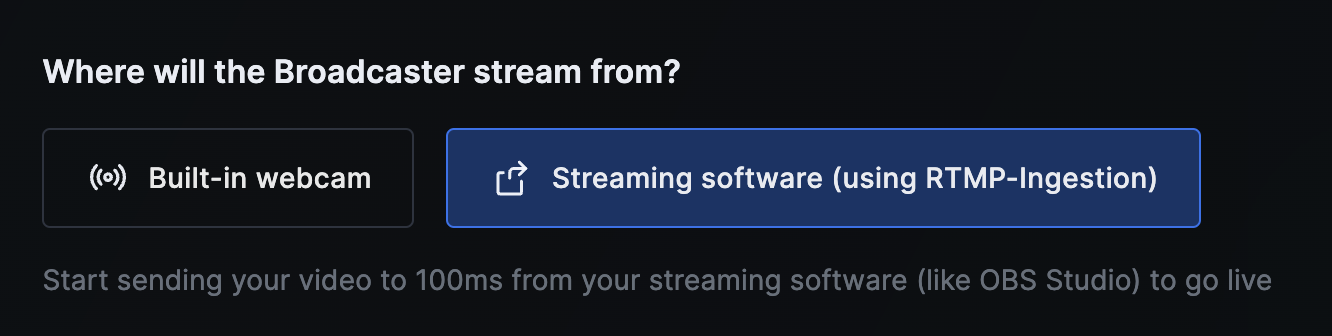 Where will the Broadcaster stream from?
Built-in webcam
Streaming software (using RTMP-Ingestion)
Start sending your video to 100ms from your streaming software (like OBS Studio) to go live